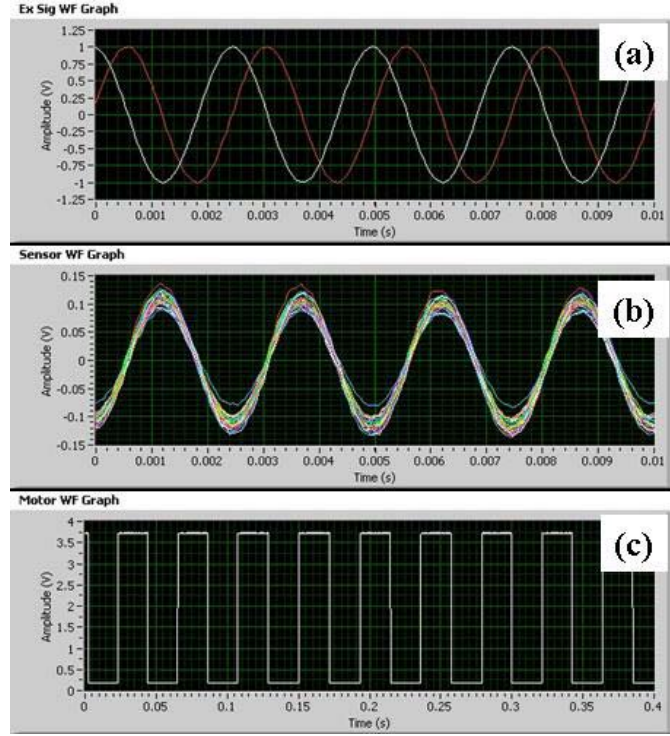 Ex Sig WF Graph
(a)
Amplitude (V)
1.25
1
0.75
0.5
0.25
0
-0.25
-0.5
-0.75
-1
-1.25
0 0.001 0.002 0.003 0.004 0.005 0.006 0.007 0.008 0.009 0.01
Time (s)
Sensor WF Graph
(b)
Amplitude (V)
0.15
0.1
0.05
0
-0.05
-0.1
-0.15
0 0.001 0.002 0.003 0.004 0.005 0.006 0.007 0.008 0.009 0.01
Time (s)
Motor WF Graph
(c)
Amplitude (V)
4
3.5
3
2.5
2
1.5
1
0.5
0
0 0.05 0.1 0.15 0.2 0.25 0.3 0.35 0.4
Time (s)